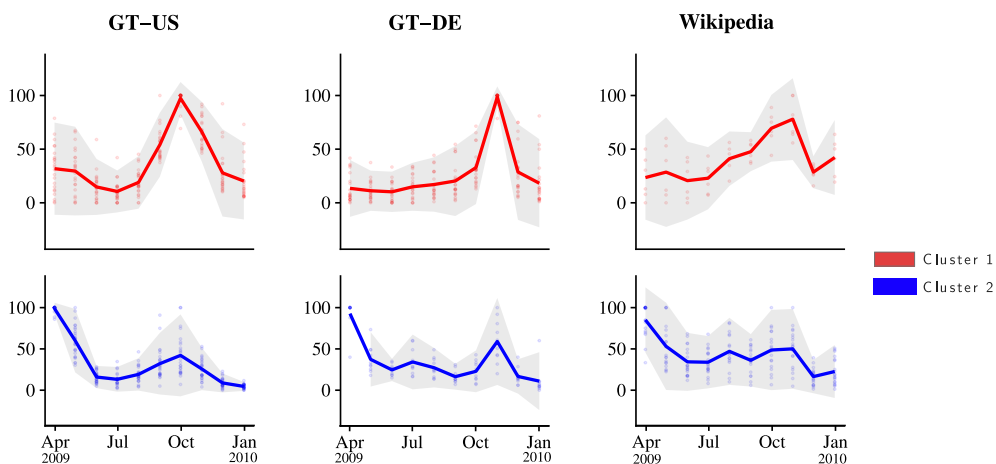 GT−US GT−DE Wikipedia
100 100 100
50 50 50
0 0 0
Cluster 1
Cluster 2
100 100 100
50 50 50
0 0 0
Apr Jul Oct Jan Apr Jul Oct Jan Apr Jul Oct Jan
2009 2010 2009 2010 2009 2010